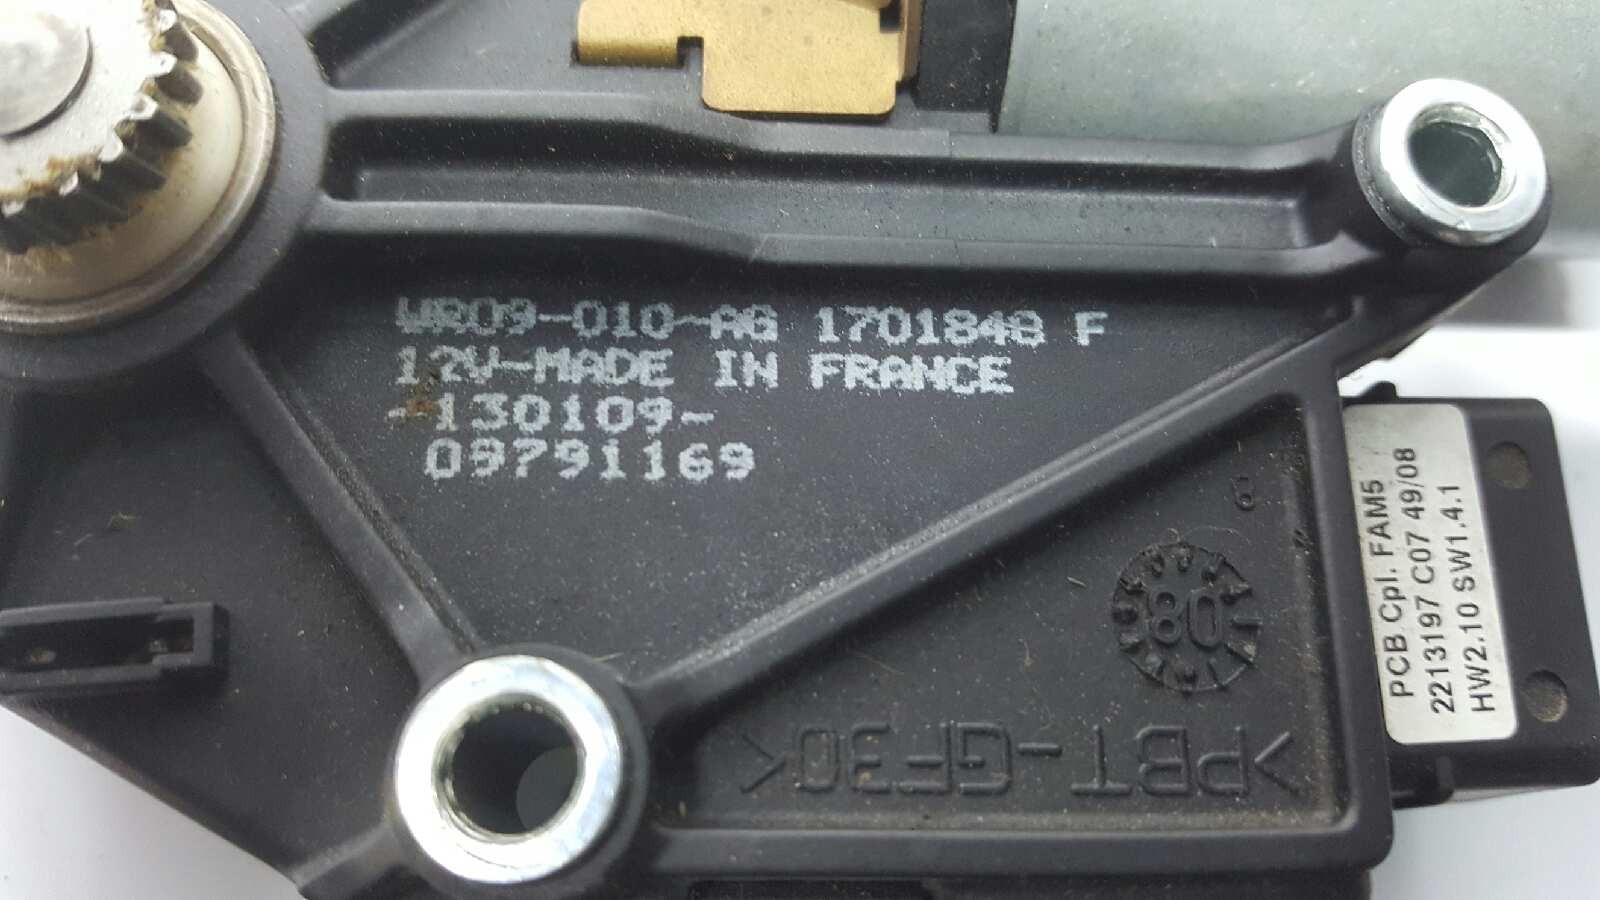 WR09-010-AG 1701848 F
12V-MADE IN FRANCE
-130109-
09791169
PCB Cpl. FAM5
2213197 C07 49/08
HW2.10 SW1.4.1
80
>PBT-GF30<